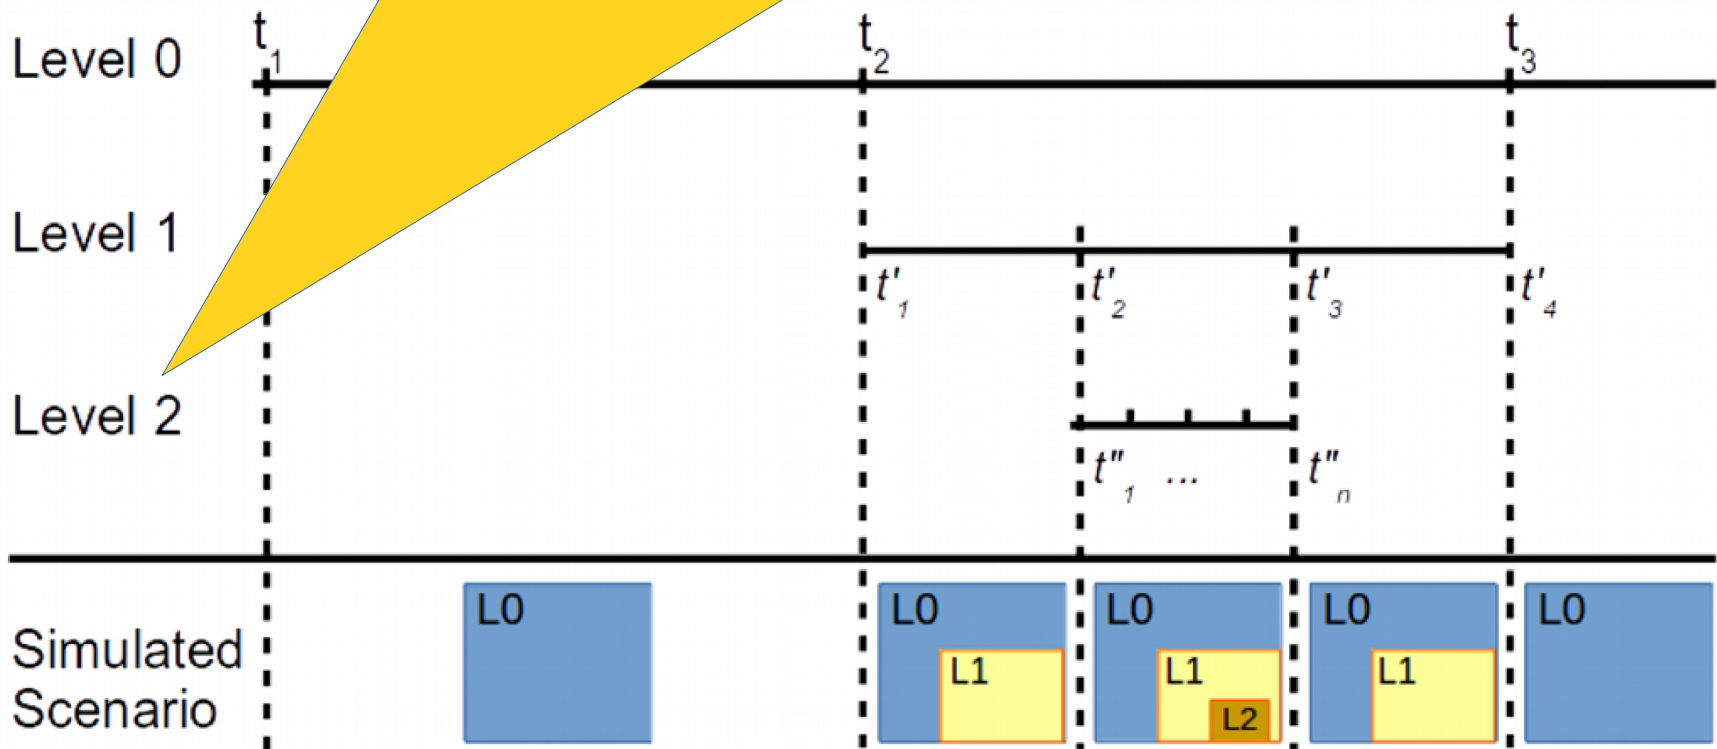 Level 0 t1 t2 t3
Level 1
t'1 t'2 t'3 t'4
Level 2
t"1 ... t"n
L0 L0 L0 L0 L0
Simulated L1 L1 L1
Scenario L2